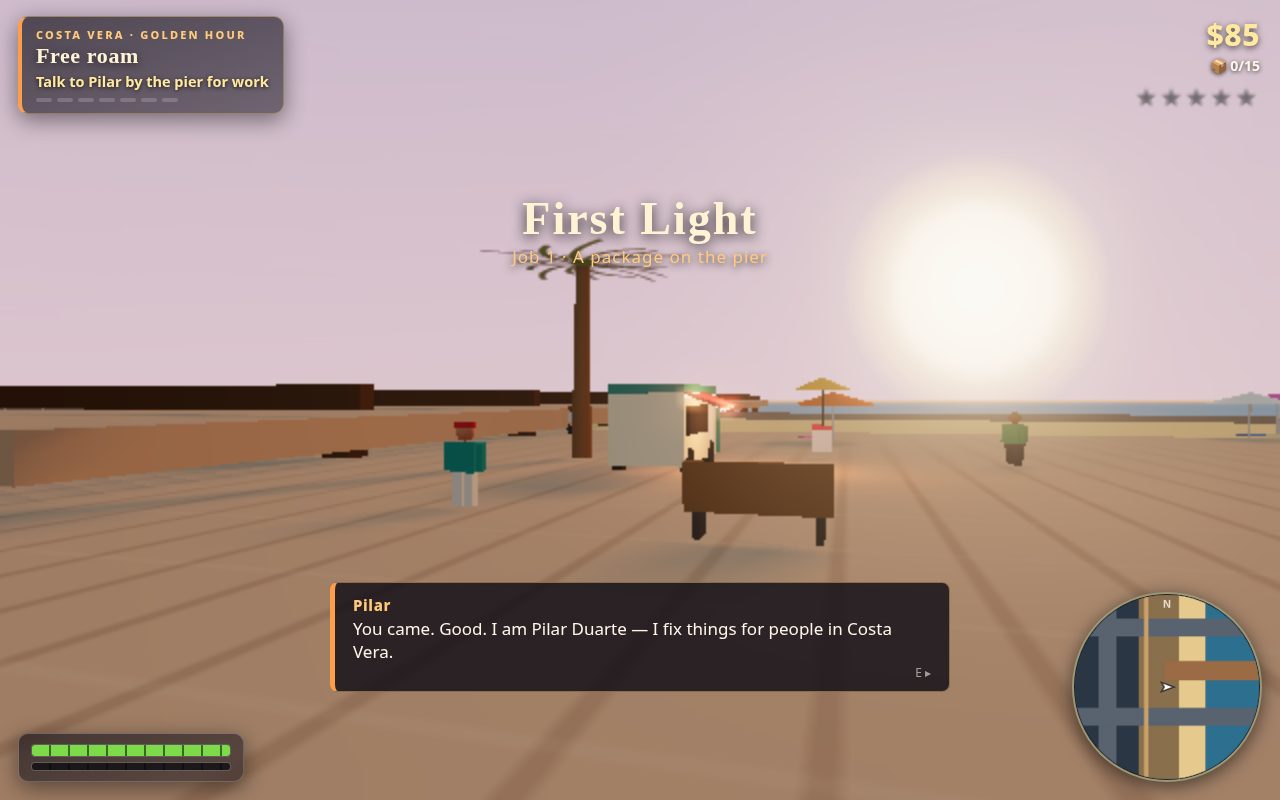 COSTA VERA · GOLDEN HOUR
Free roam
Talk to Pilar by the pier for work
$85
0/15
First Light
Job 1 · A package on the pier
Pilar
You came. Good. I am Pilar Duarte — I fix things for people in Costa
Vera.
E ▸
N